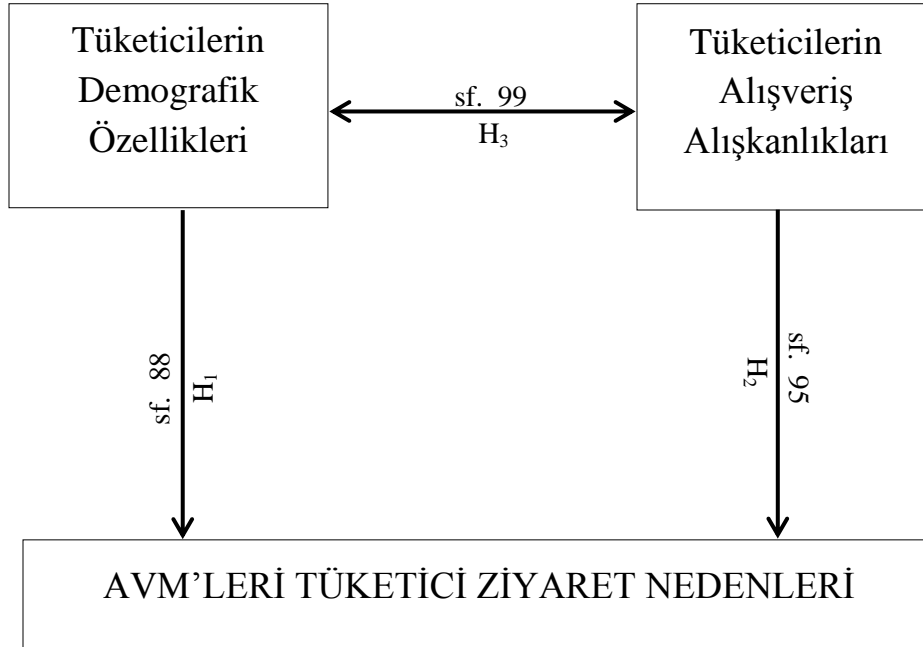 Tüketicilerin
Demografik
Özellikleri
sf. 99
H₃
Tüketicilerin
Alışveriş
Alışkanlıkları
sf. 88
H₁
sf. 95
H₂
AVM’LERİ TÜKETİCİ ZİYARET NEDENLERİ